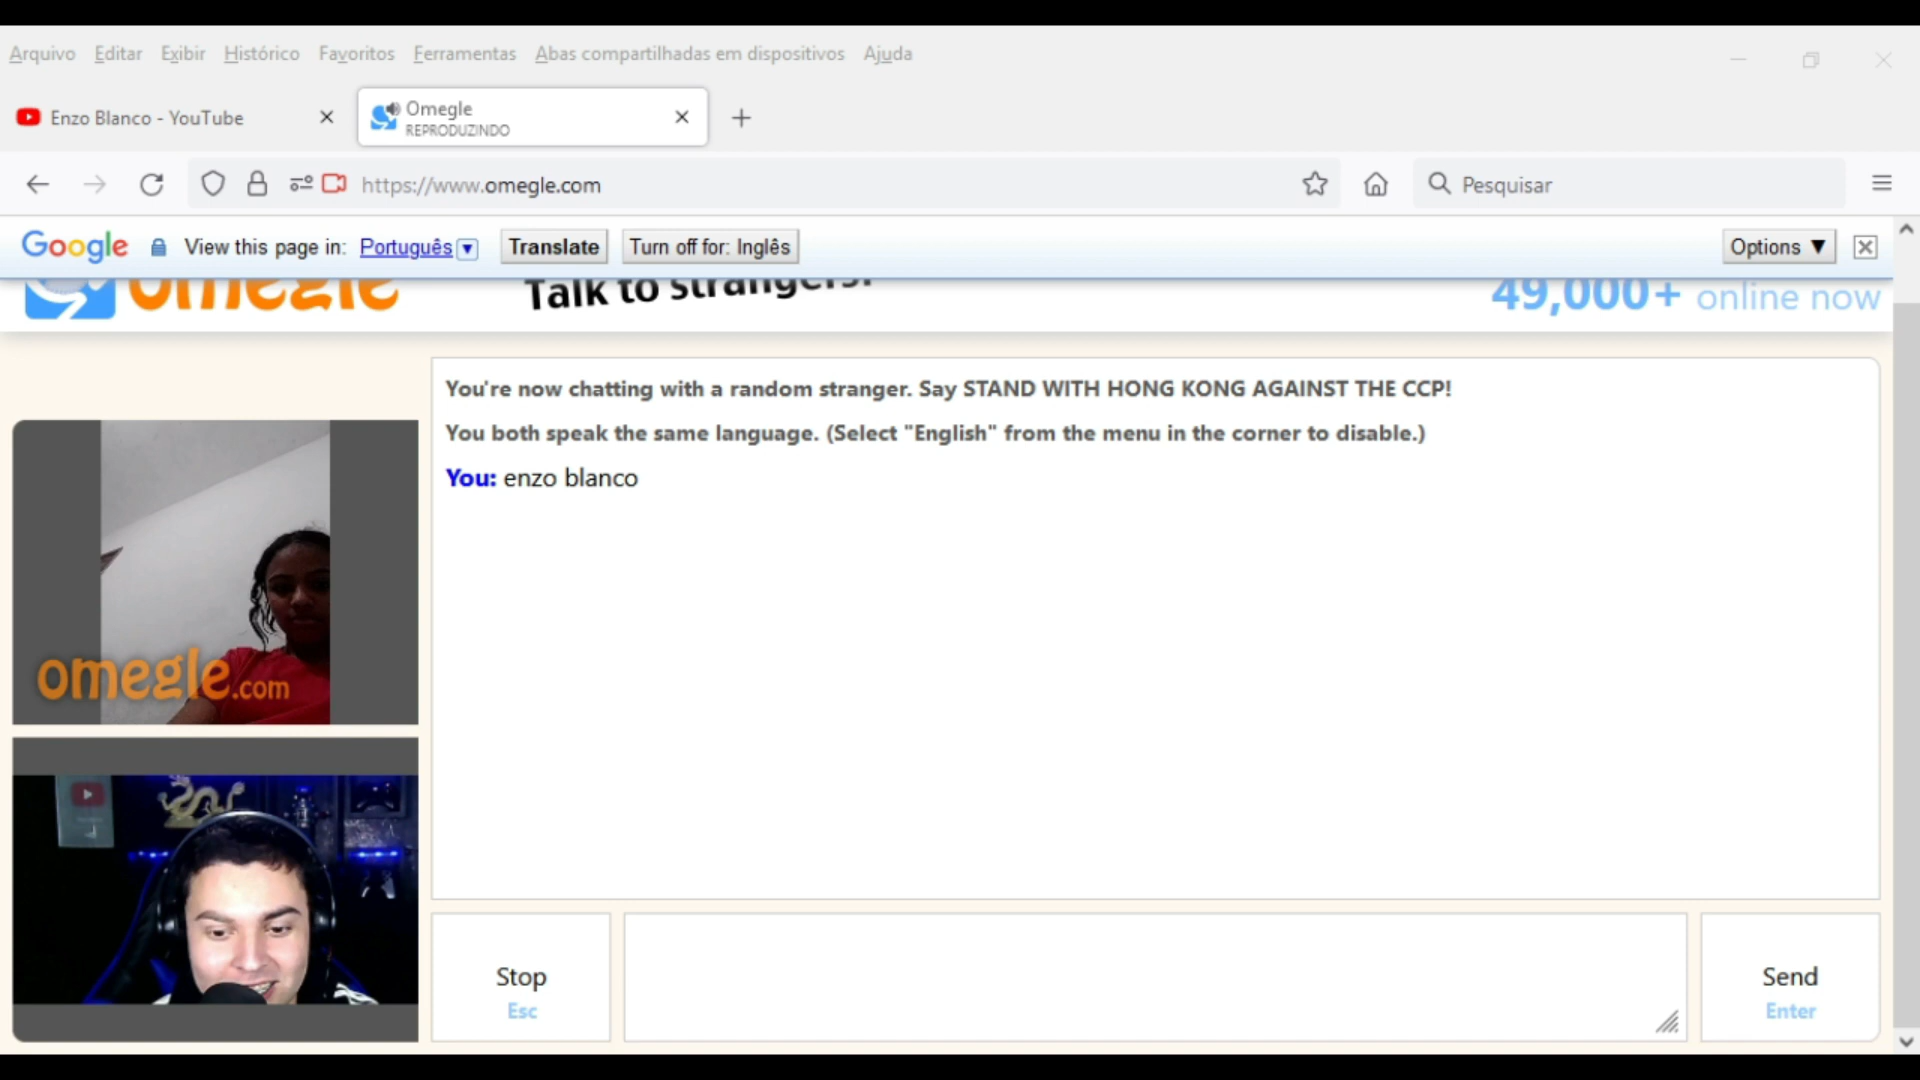 Arquivo Editar Exibir Histórico Favoritos Ferramentas Abas compartilhadas em dispositivos Ajuda
Enzo Blanco - YouTube
Omegle
REPRODUZINDO
https://www.omegle.com
Pesquisar
Google View this page in: Português Translate Turn off for: Inglês Options ▼
omegle Talk to strangers! 49,000+ online now
You're now chatting with a random stranger. Say STAND WITH HONG KONG AGAINST THE CCP!
You both speak the same language. (Select "English" from the menu in the corner to disable.)
You: enzo blanco
omegle.com
Stop
Esc
Send
Enter